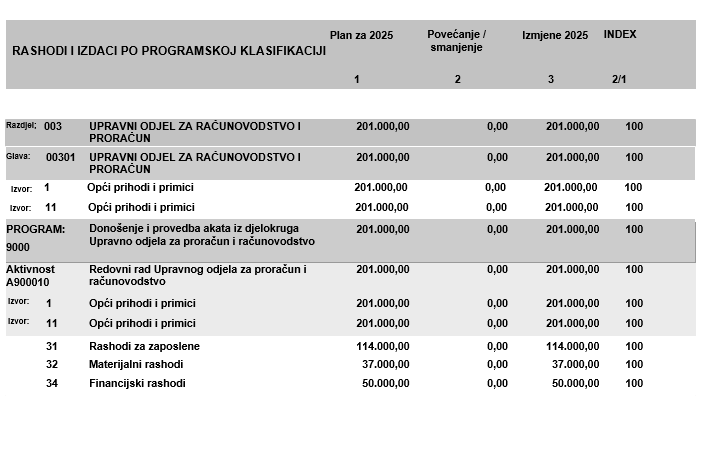 RASHODI I IZDACI PO PROGRAMSKOJ KLASIFIKACIJI Plan za 2025 Povećanje / smanjenje Izmjene 2025 INDEX
1 2 3 2/1
Razdjel; 003 UPRAVNI ODJEL ZA RAČUNOVODSTVO I 201.000,00 0,00 201.000,00 100
PRORAČUN
Glava: 00301 UPRAVNI ODJEL ZA RAČUNOVODSTVO I 201.000,00 0,00 201.000,00 100
PRORAČUN
Izvor: 1 Opći prihodi i primici 201.000,00 0,00 201.000,00 100
Izvor: 11 Opći prihodi i primici 201.000,00 0,00 201.000,00 100
PROGRAM: Donošenje i provedba akata iz djelokruga 201.000,00 0,00 201.000,00 100
9000 Upravno odjela za proračun i računovodstvo
Aktivnost Redovni rad Upravnog odjela za proračun i 201.000,00 0,00 201.000,00 100
A900010 računovodstvo
Izvor: 1 Opći prihodi i primici 201.000,00 0,00 201.000,00 100
Izvor: 11 Opći prihodi i primici 201.000,00 0,00 201.000,00 100
31 Rashodi za zaposlene 114.000,00 0,00 114.000,00 100
32 Materijalni rashodi 37.000,00 0,00 37.000,00 100
34 Financijski rashodi 50.000,00 0,00 50.000,00 100